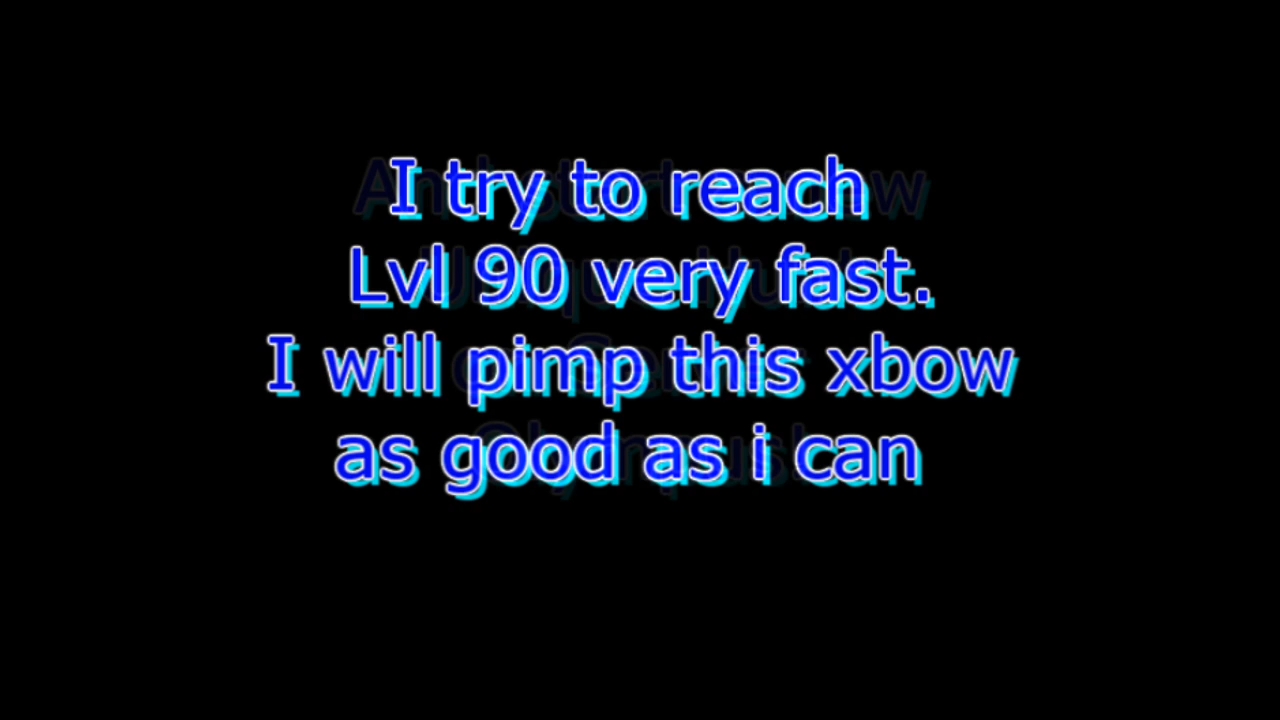 I try to reach
Lvl 90 very fast.
I will pimp this xbow
as good as i can